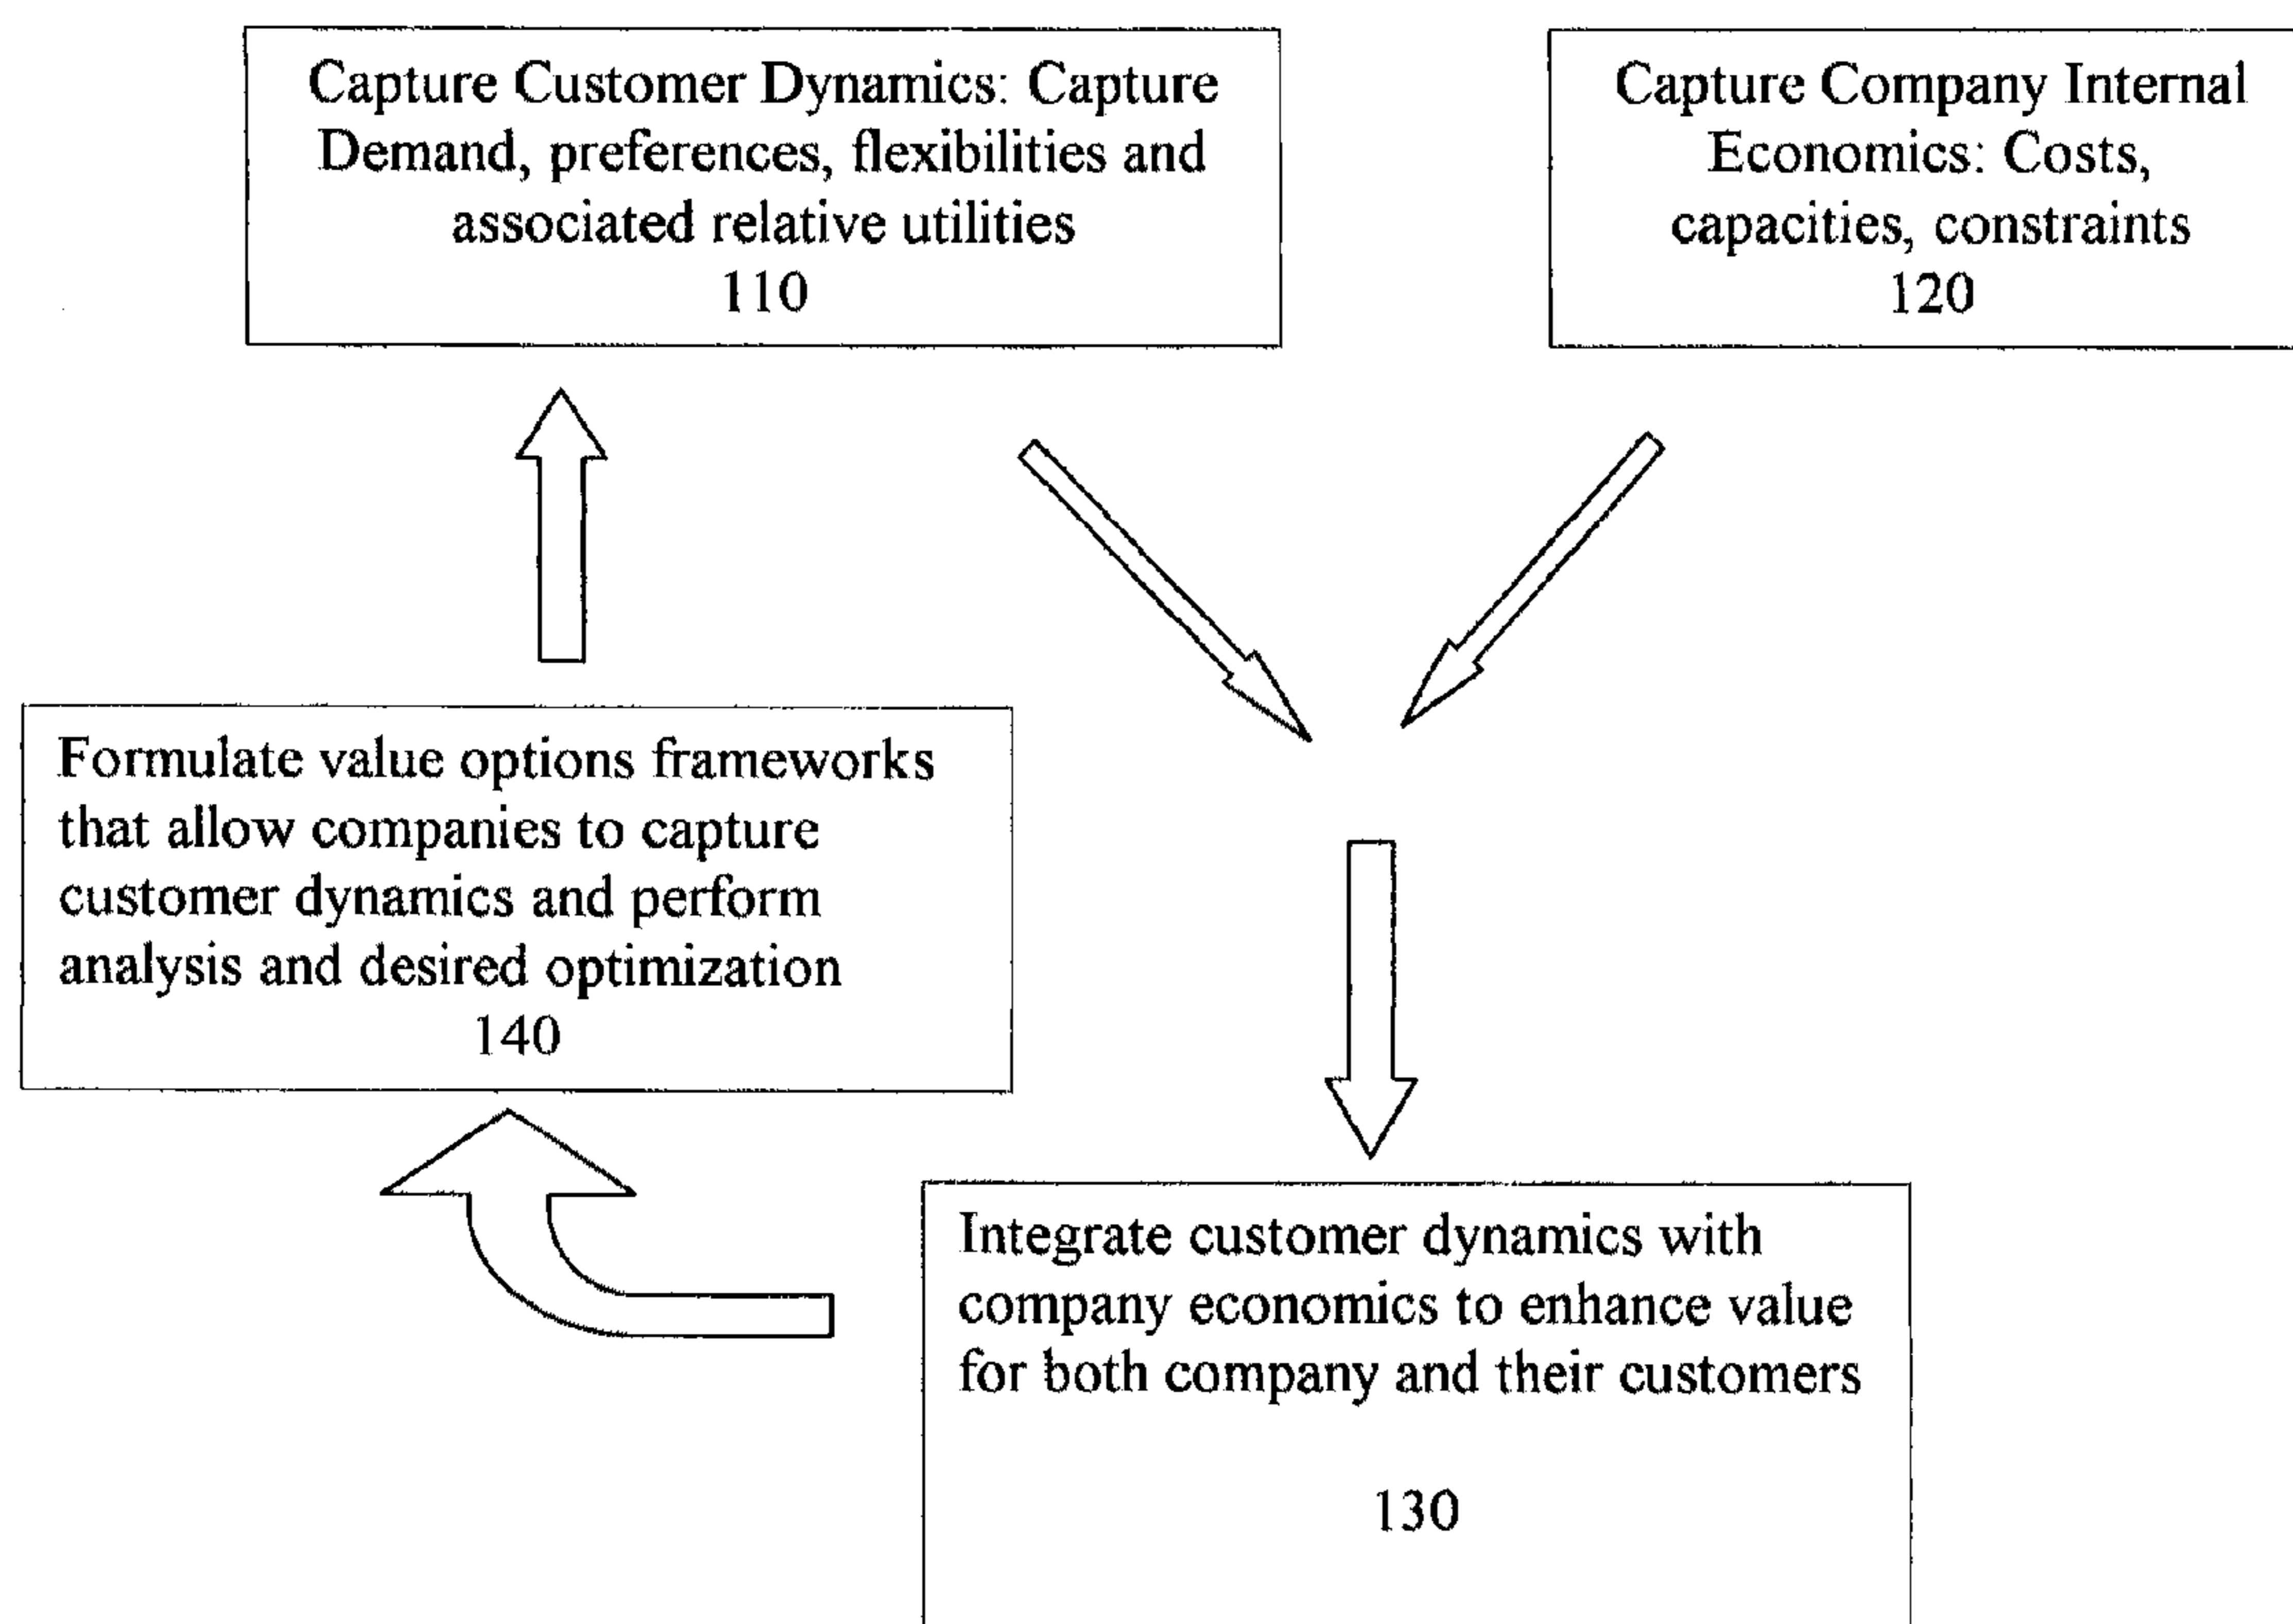 Capture Customer Dynamics: Capture
Demand, preferences, flexibilities and
associated relative utilities
110
Capture Company Internal
Economics: Costs,
capacities, constraints
120
Formulate value options frameworks
that allow companies to capture
customer dynamics and perform
analysis and desired optimization
140
Integrate customer dynamics with
company economics to enhance value
for both company and their customers
130